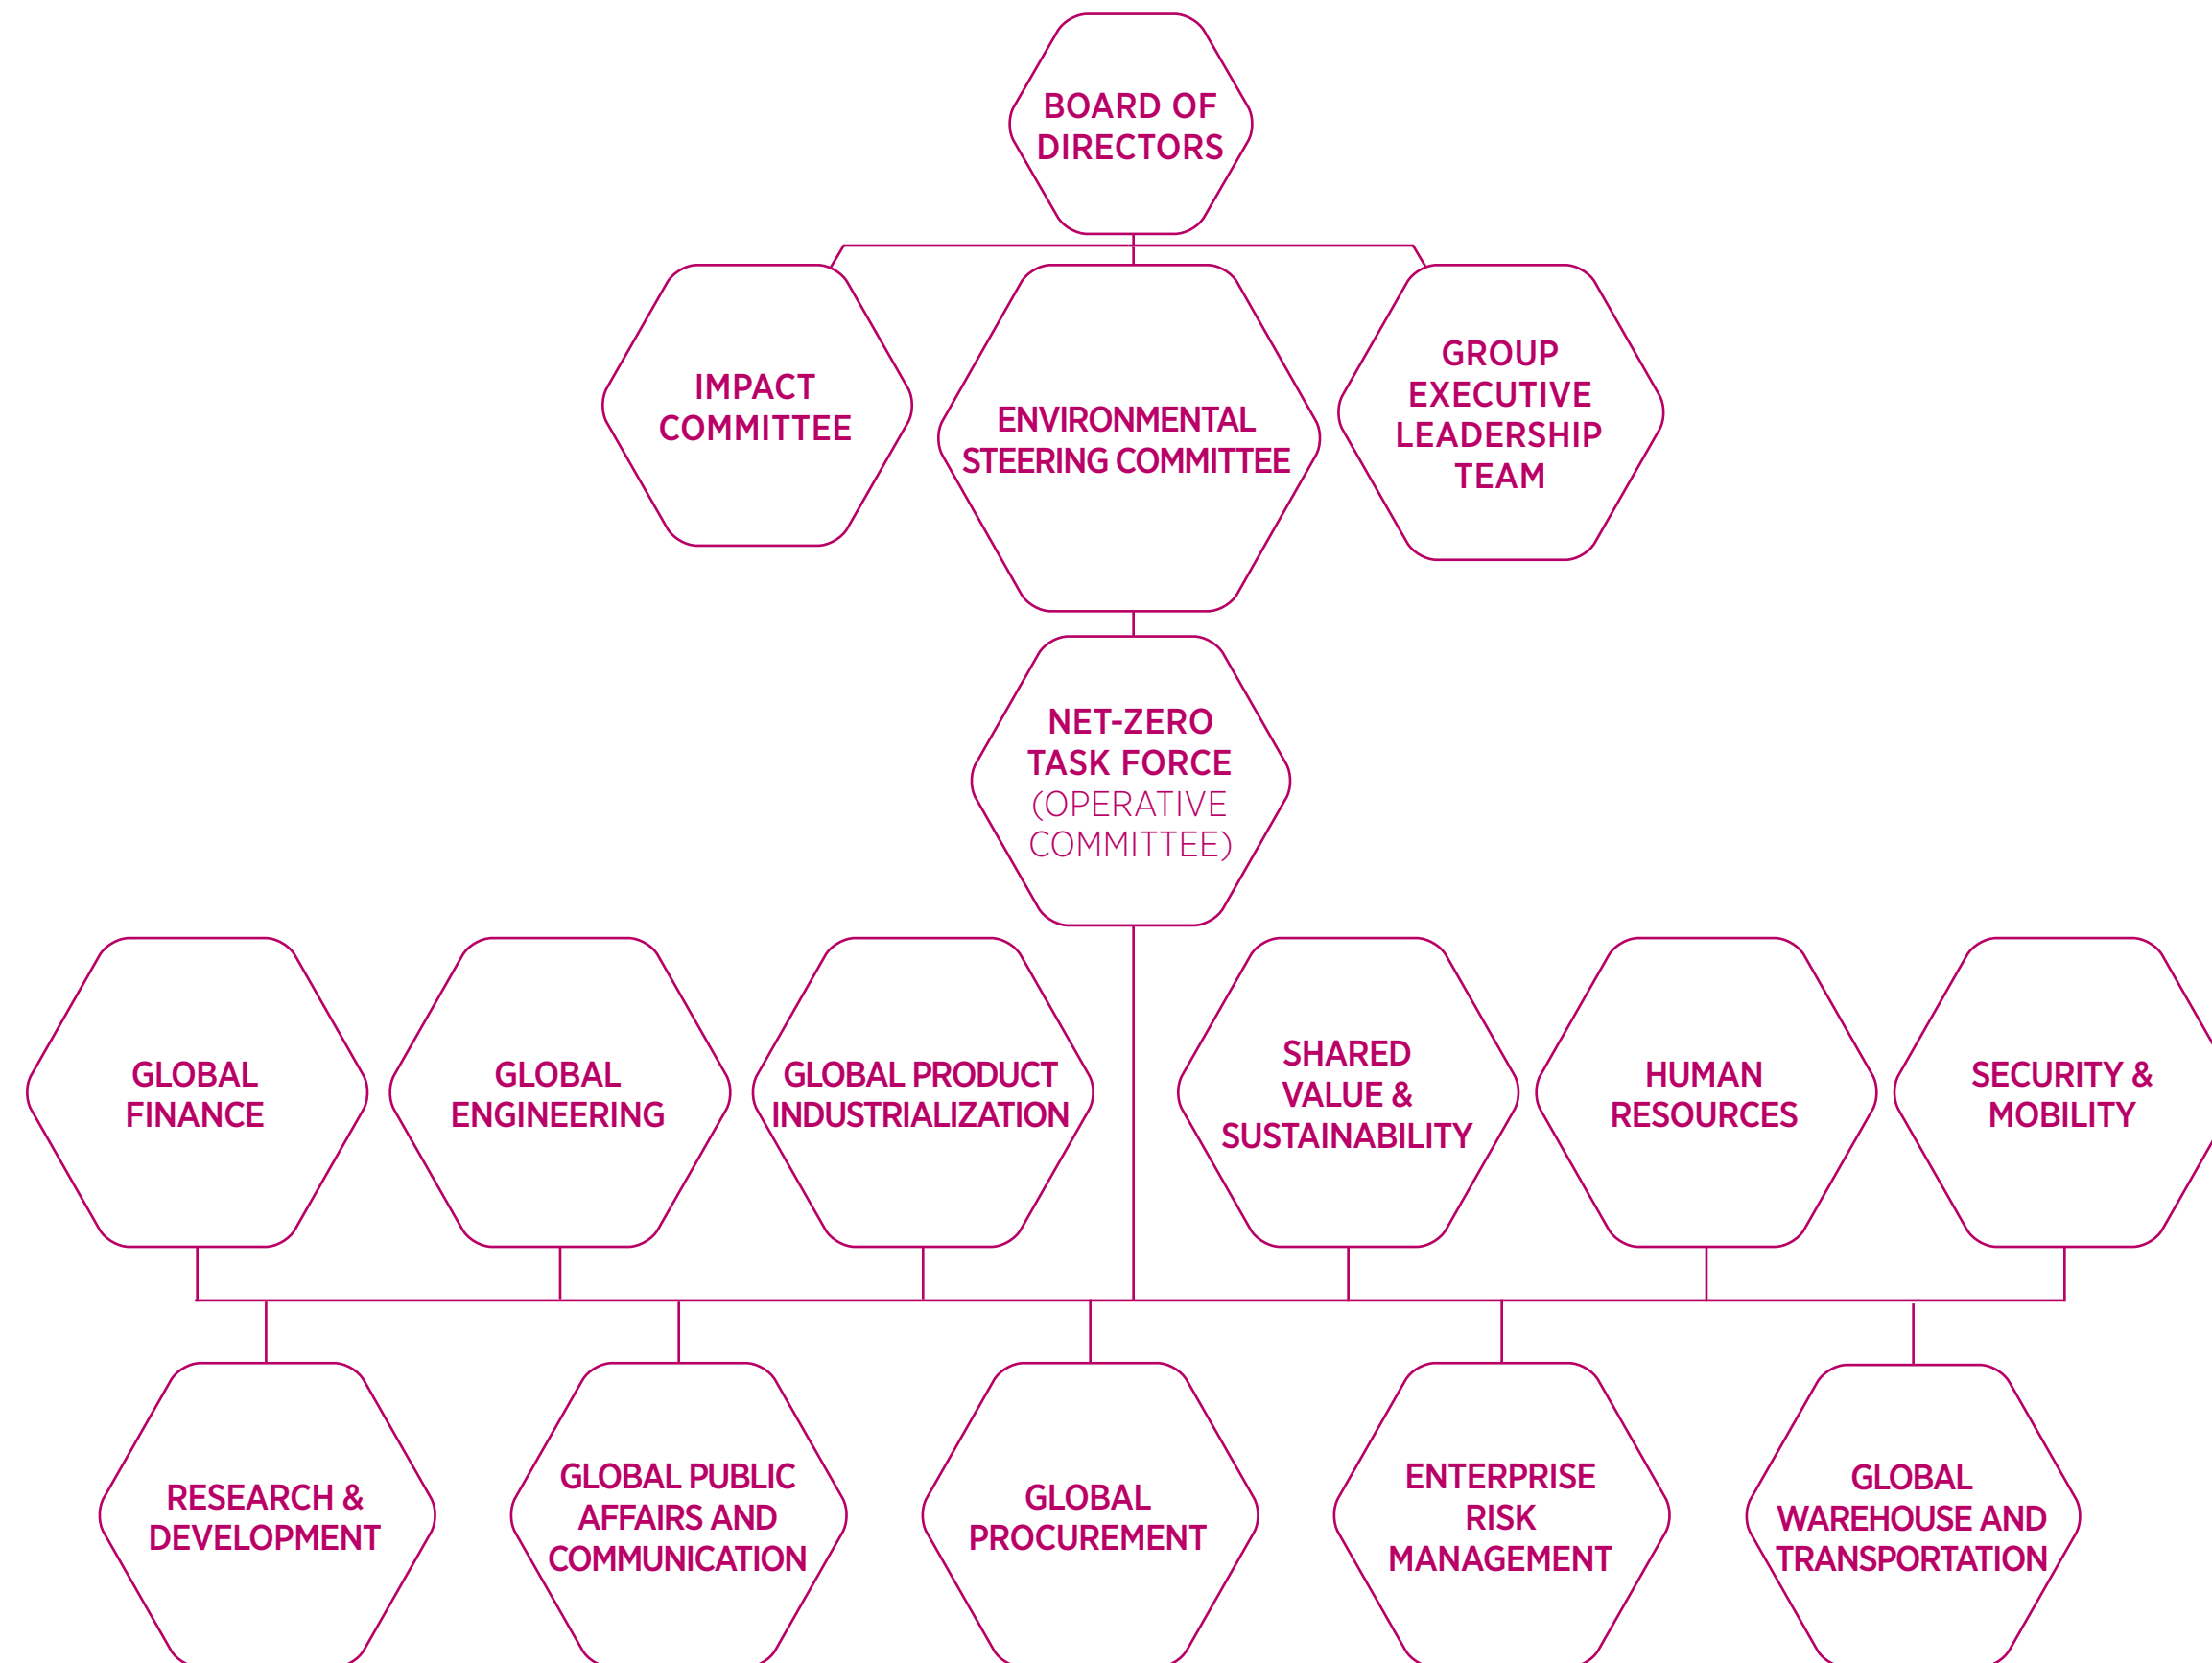 BOARD OF
DIRECTORS
IMPACT
COMMITTEE
ENVIRONMENTAL
STEERING COMMITTEE
GROUP
EXECUTIVE
LEADERSHIP
TEAM
NET-ZERO
TASK FORCE
(OPERATIVE
COMMITTEE)
GLOBAL
FINANCE
GLOBAL
ENGINEERING
GLOBAL PRODUCT
INDUSTRIALIZATION
SHARED
VALUE &
SUSTAINABILITY
HUMAN
RESOURCES
SECURITY &
MOBILITY
RESEARCH &
DEVELOPMENT
GLOBAL PUBLIC
AFFAIRS AND
COMMUNICATION
GLOBAL
PROCUREMENT
ENTERPRISE
RISK
MANAGEMENT
GLOBAL
WAREHOUSE AND
TRANSPORTATION